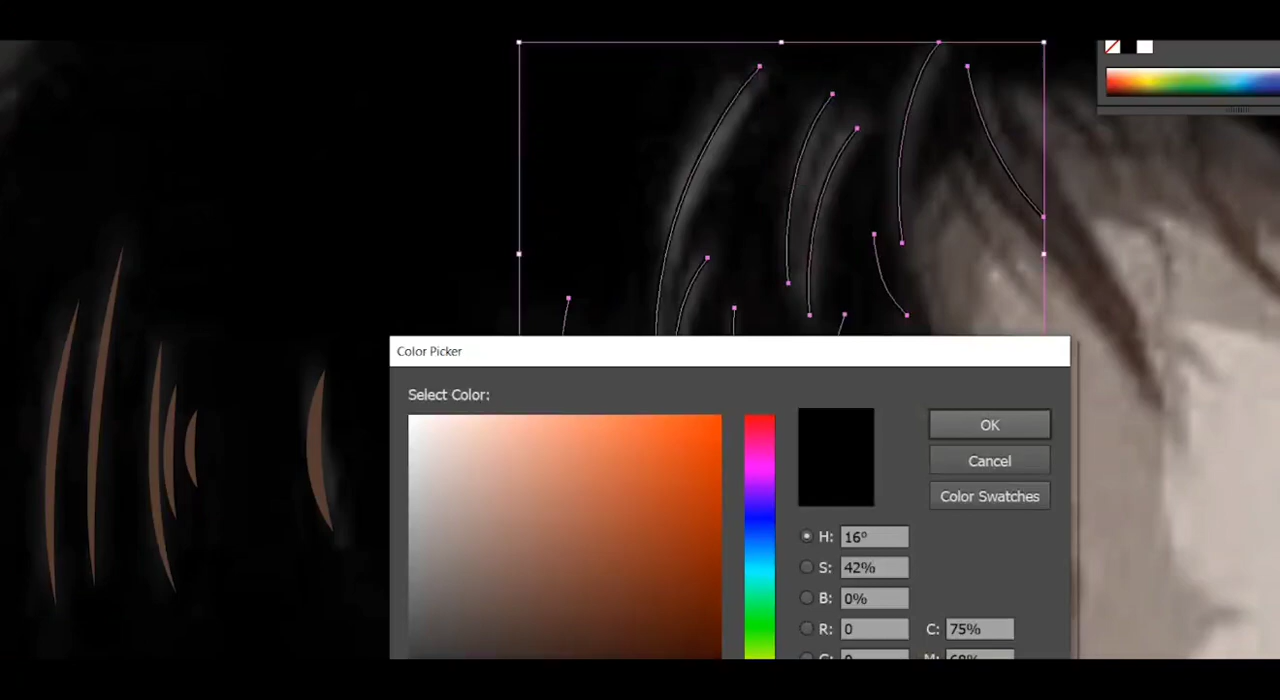 Color Picker
Select Color:
OK
Cancel
Color Swatches
H: 16°
S: 42%
B: 0%
R: 0 C: 75%